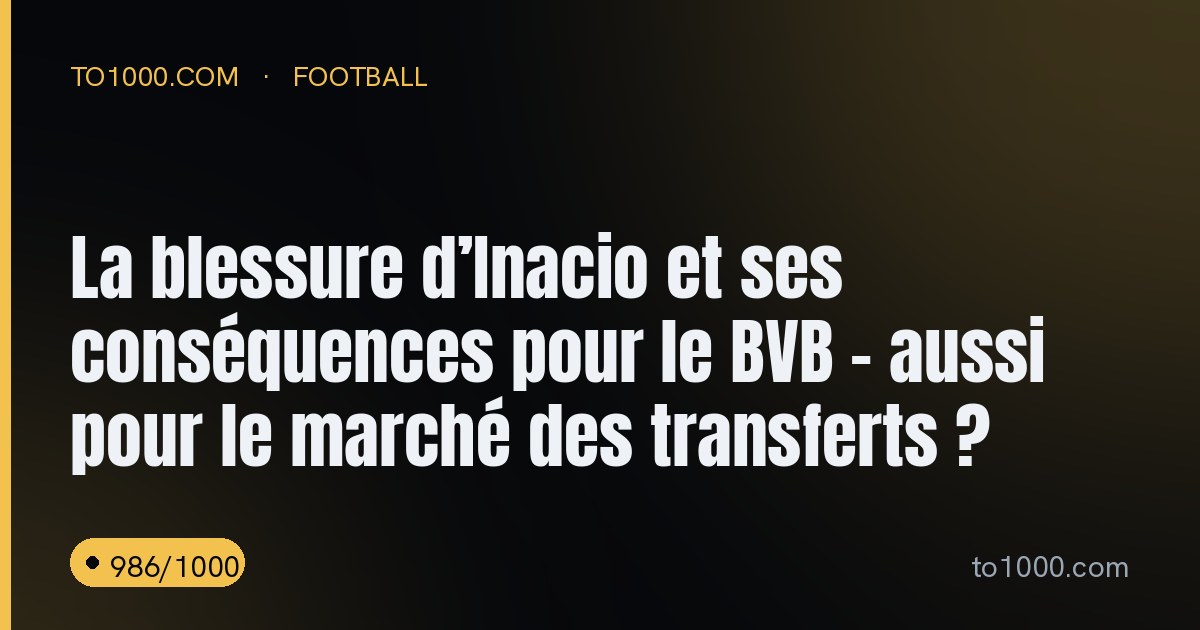 TO1000.COM · FOOTBALL
La blessure d’Inacio et ses
conséquences pour le BVB - aussi
pour le marché des transferts ?
986/1000
to1000.com